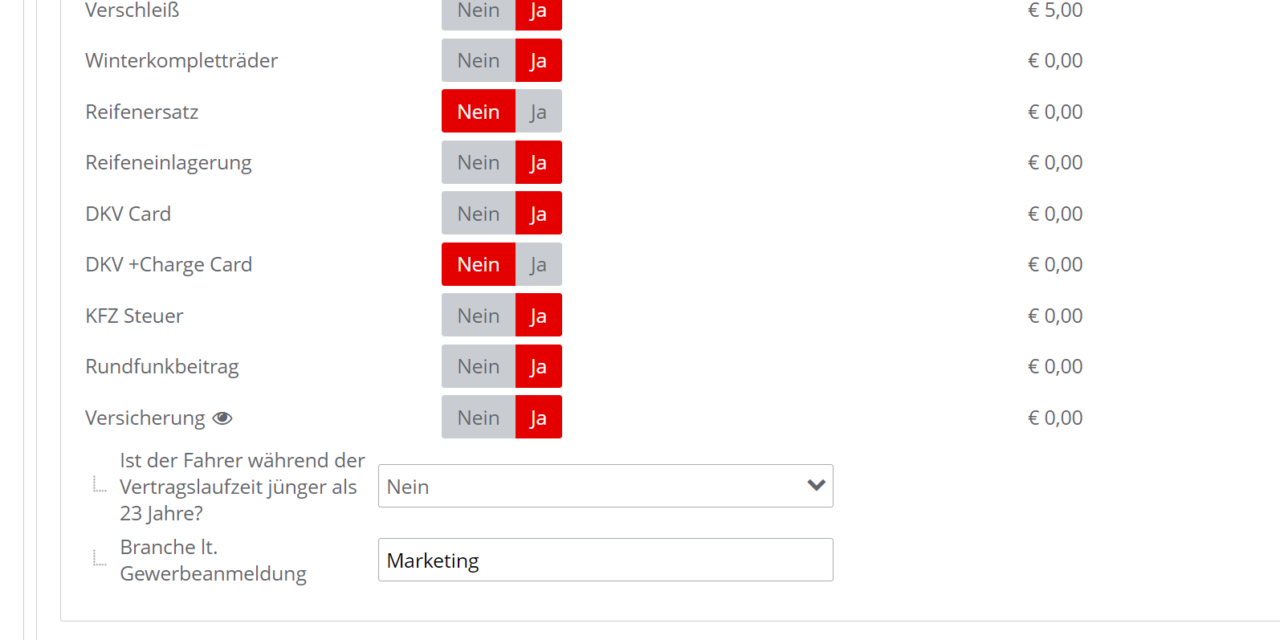 Verschleiß Nein Ja € 5,00
Winterkompletträder Nein Ja € 0,00
Reifenersatz Nein Ja € 0,00
Reifeneinlagerung Nein Ja € 0,00
DKV Card Nein Ja € 0,00
DKV +Charge Card Nein Ja € 0,00
KFZ Steuer Nein Ja € 0,00
Rundfunkbeitrag Nein Ja € 0,00
Versicherung Nein Ja € 0,00
Ist der Fahrer während der
Vertragslaufzeit jünger als
23 Jahre?
Nein
Branche lt.
Gewerbeanmeldung
Marketing